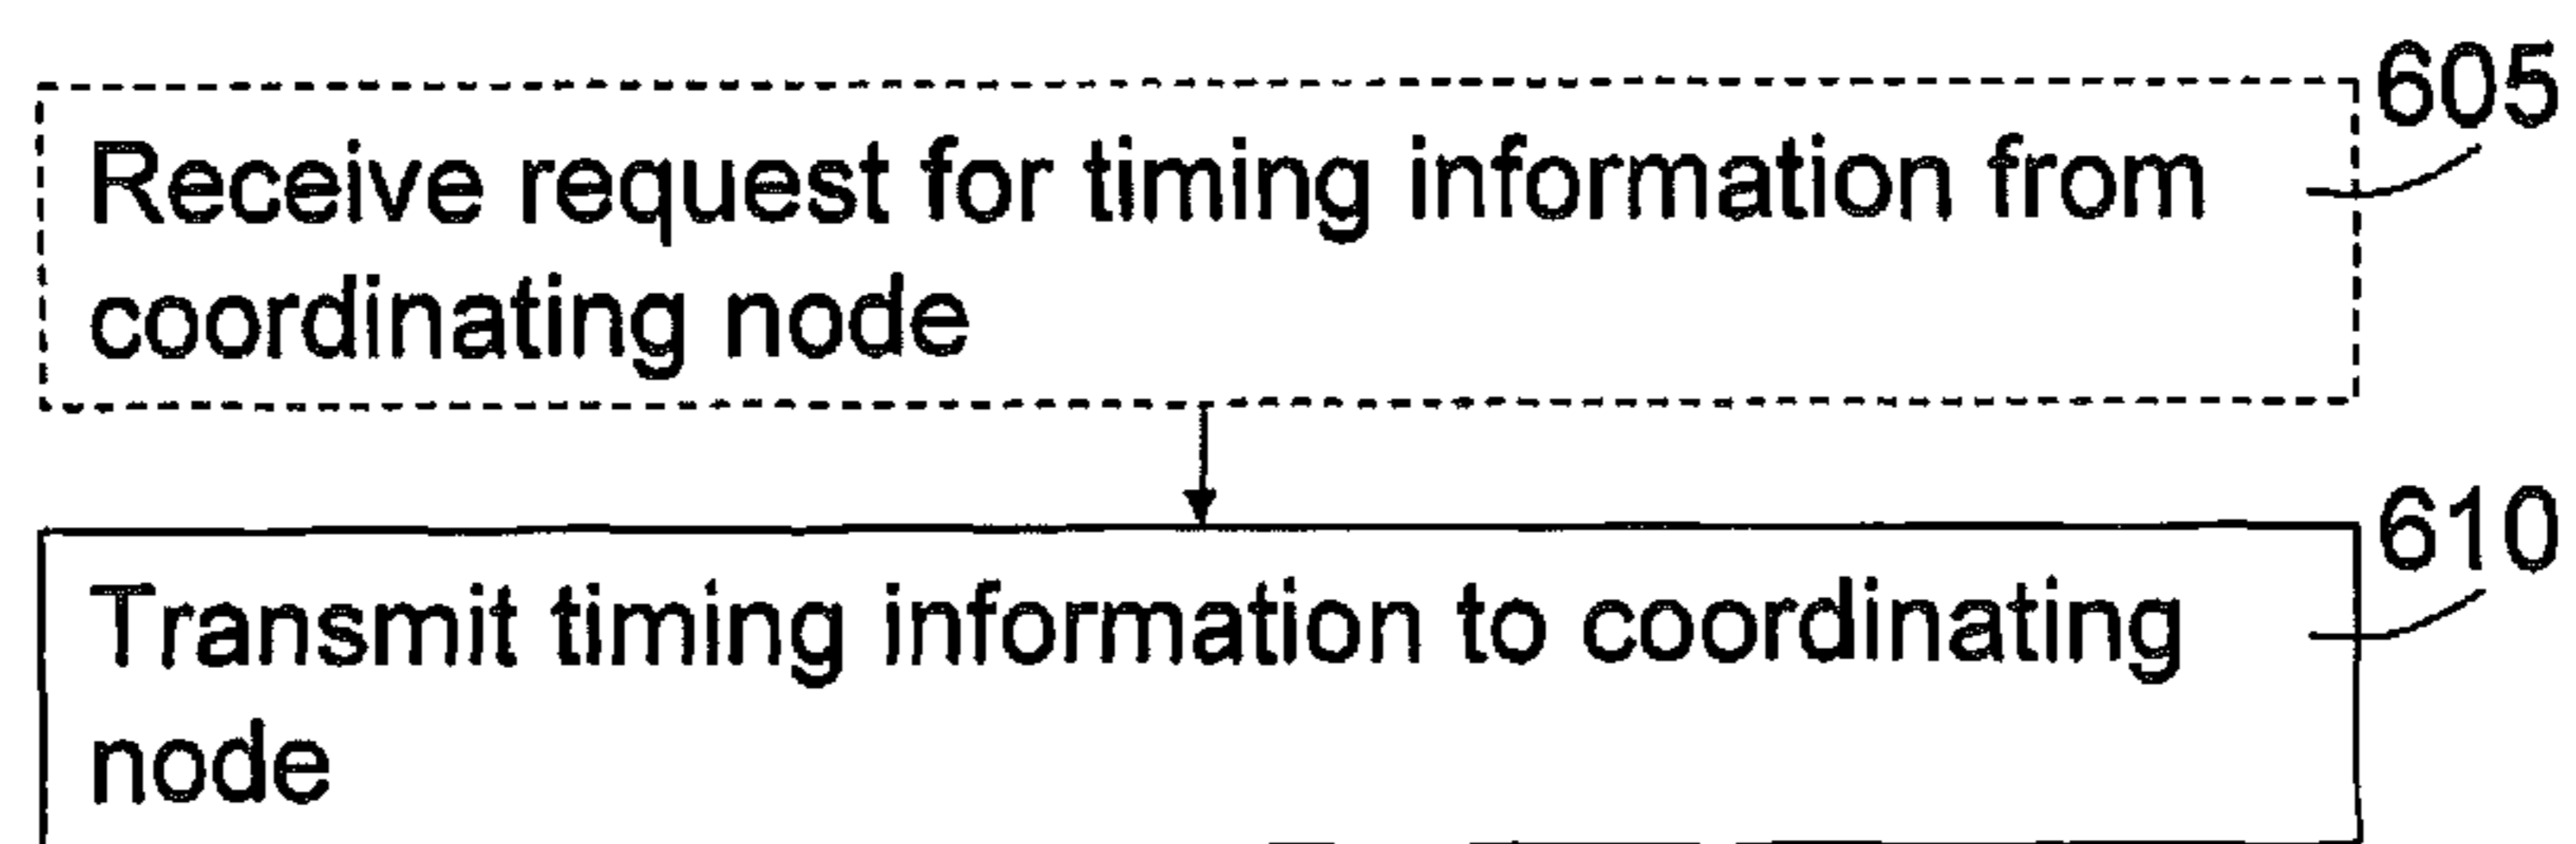 605
Receive request for timing information from
coordinating node
610
Transmit timing information to coordinating
node